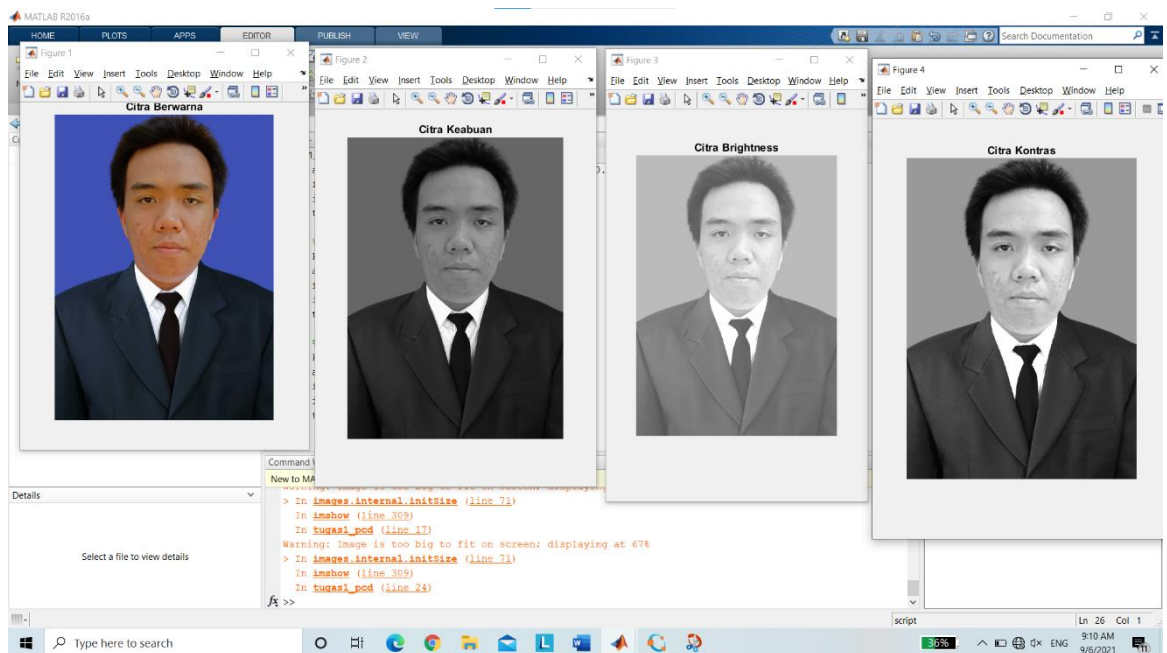 MATLAB R2016a
HOME PLOTS APPS EDITOR PUBLISH VIEW
Search Documentation
Figure 1
File Edit View Insert Tools Desktop Window Help
Citra Berwarna
Figure 2
File Edit View Insert Tools Desktop Window Help
Citra Keabuan
Figure 3
File Edit View Insert Tools Desktop Window Help
Citra Brightness
Figure 4
File Edit View Insert Tools Desktop Window Help
Citra Kontras
Command
New to MA
> In images.internal.initSize (line 71)
In imshow (line 309)
In tugas1_pcd (line 17)
Warning: Image is too big to fit on screen; displaying at 67%
> In images.internal.initSize (line 71)
In imshow (line 309)
In tugas1_pcd (line 24)
fx >>
Details
Select a file to view details
script Ln 26 Col 1
Type here to search
L W
36% ENG 9:10 AM
9/6/2021